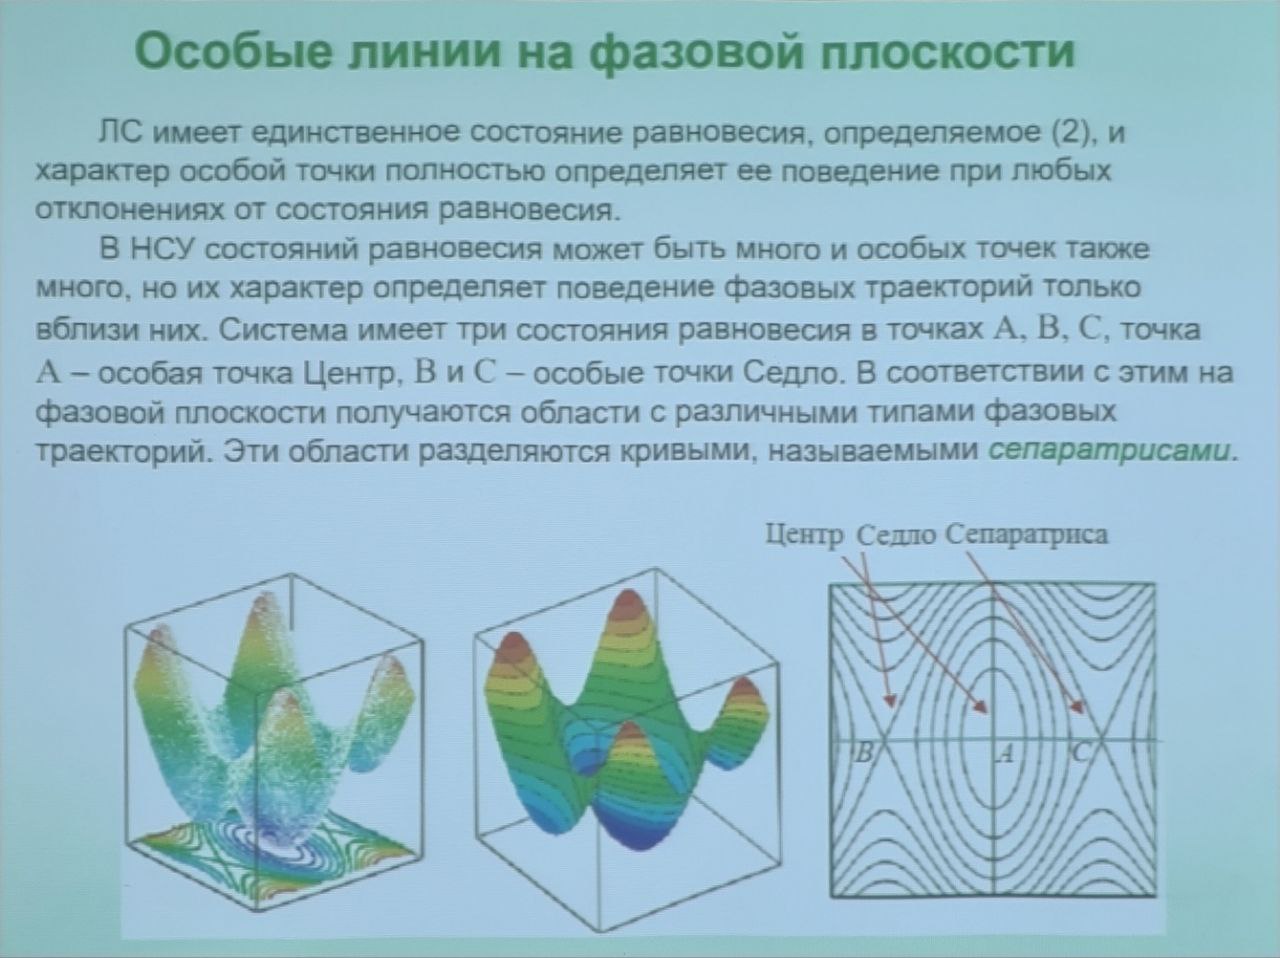 Особые линии на фазовой плоскости
ЛС имеет единственное состояние равновесия, определяемое (2), и
характер особой точки полностью определяет ее поведение при любых
отклонениях от состояния равновесия.
В НСУ состояний равновесия может быть много и особых точек также
много, но их характер определяет поведение фазовых траекторий только
вблизи них. Система имеет три состояния равновесия в точках A, B, C, точка
A – особая точка Центр, B и C – особые точки Седло. В соответствии с этим на
фазовой плоскости получаются области с различными типами фазовых
траекторий. Эти области разделяются кривыми, называемыми сепаратрисами.
Центр Седло Сепаратриса
B A C